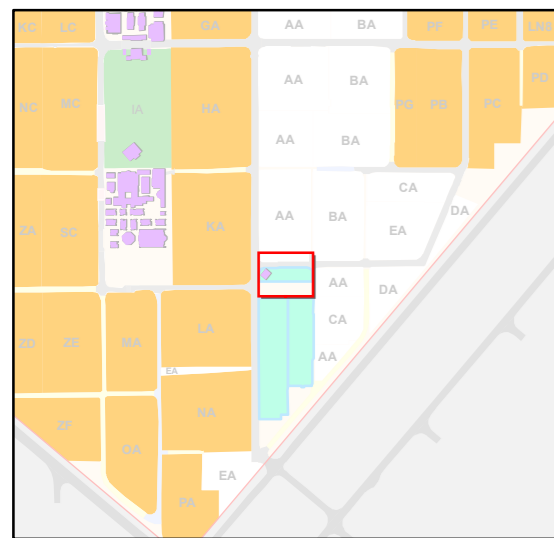 KC LC GA AA BA PF PE LNS
NC MC IA HA AA BA PG PB PC PD
AA BA
ZA SC KA AA BA CA EA DA
AA DA
ZD ZE MA LA CA
AA
EA
ZF OA NA
EA
PA